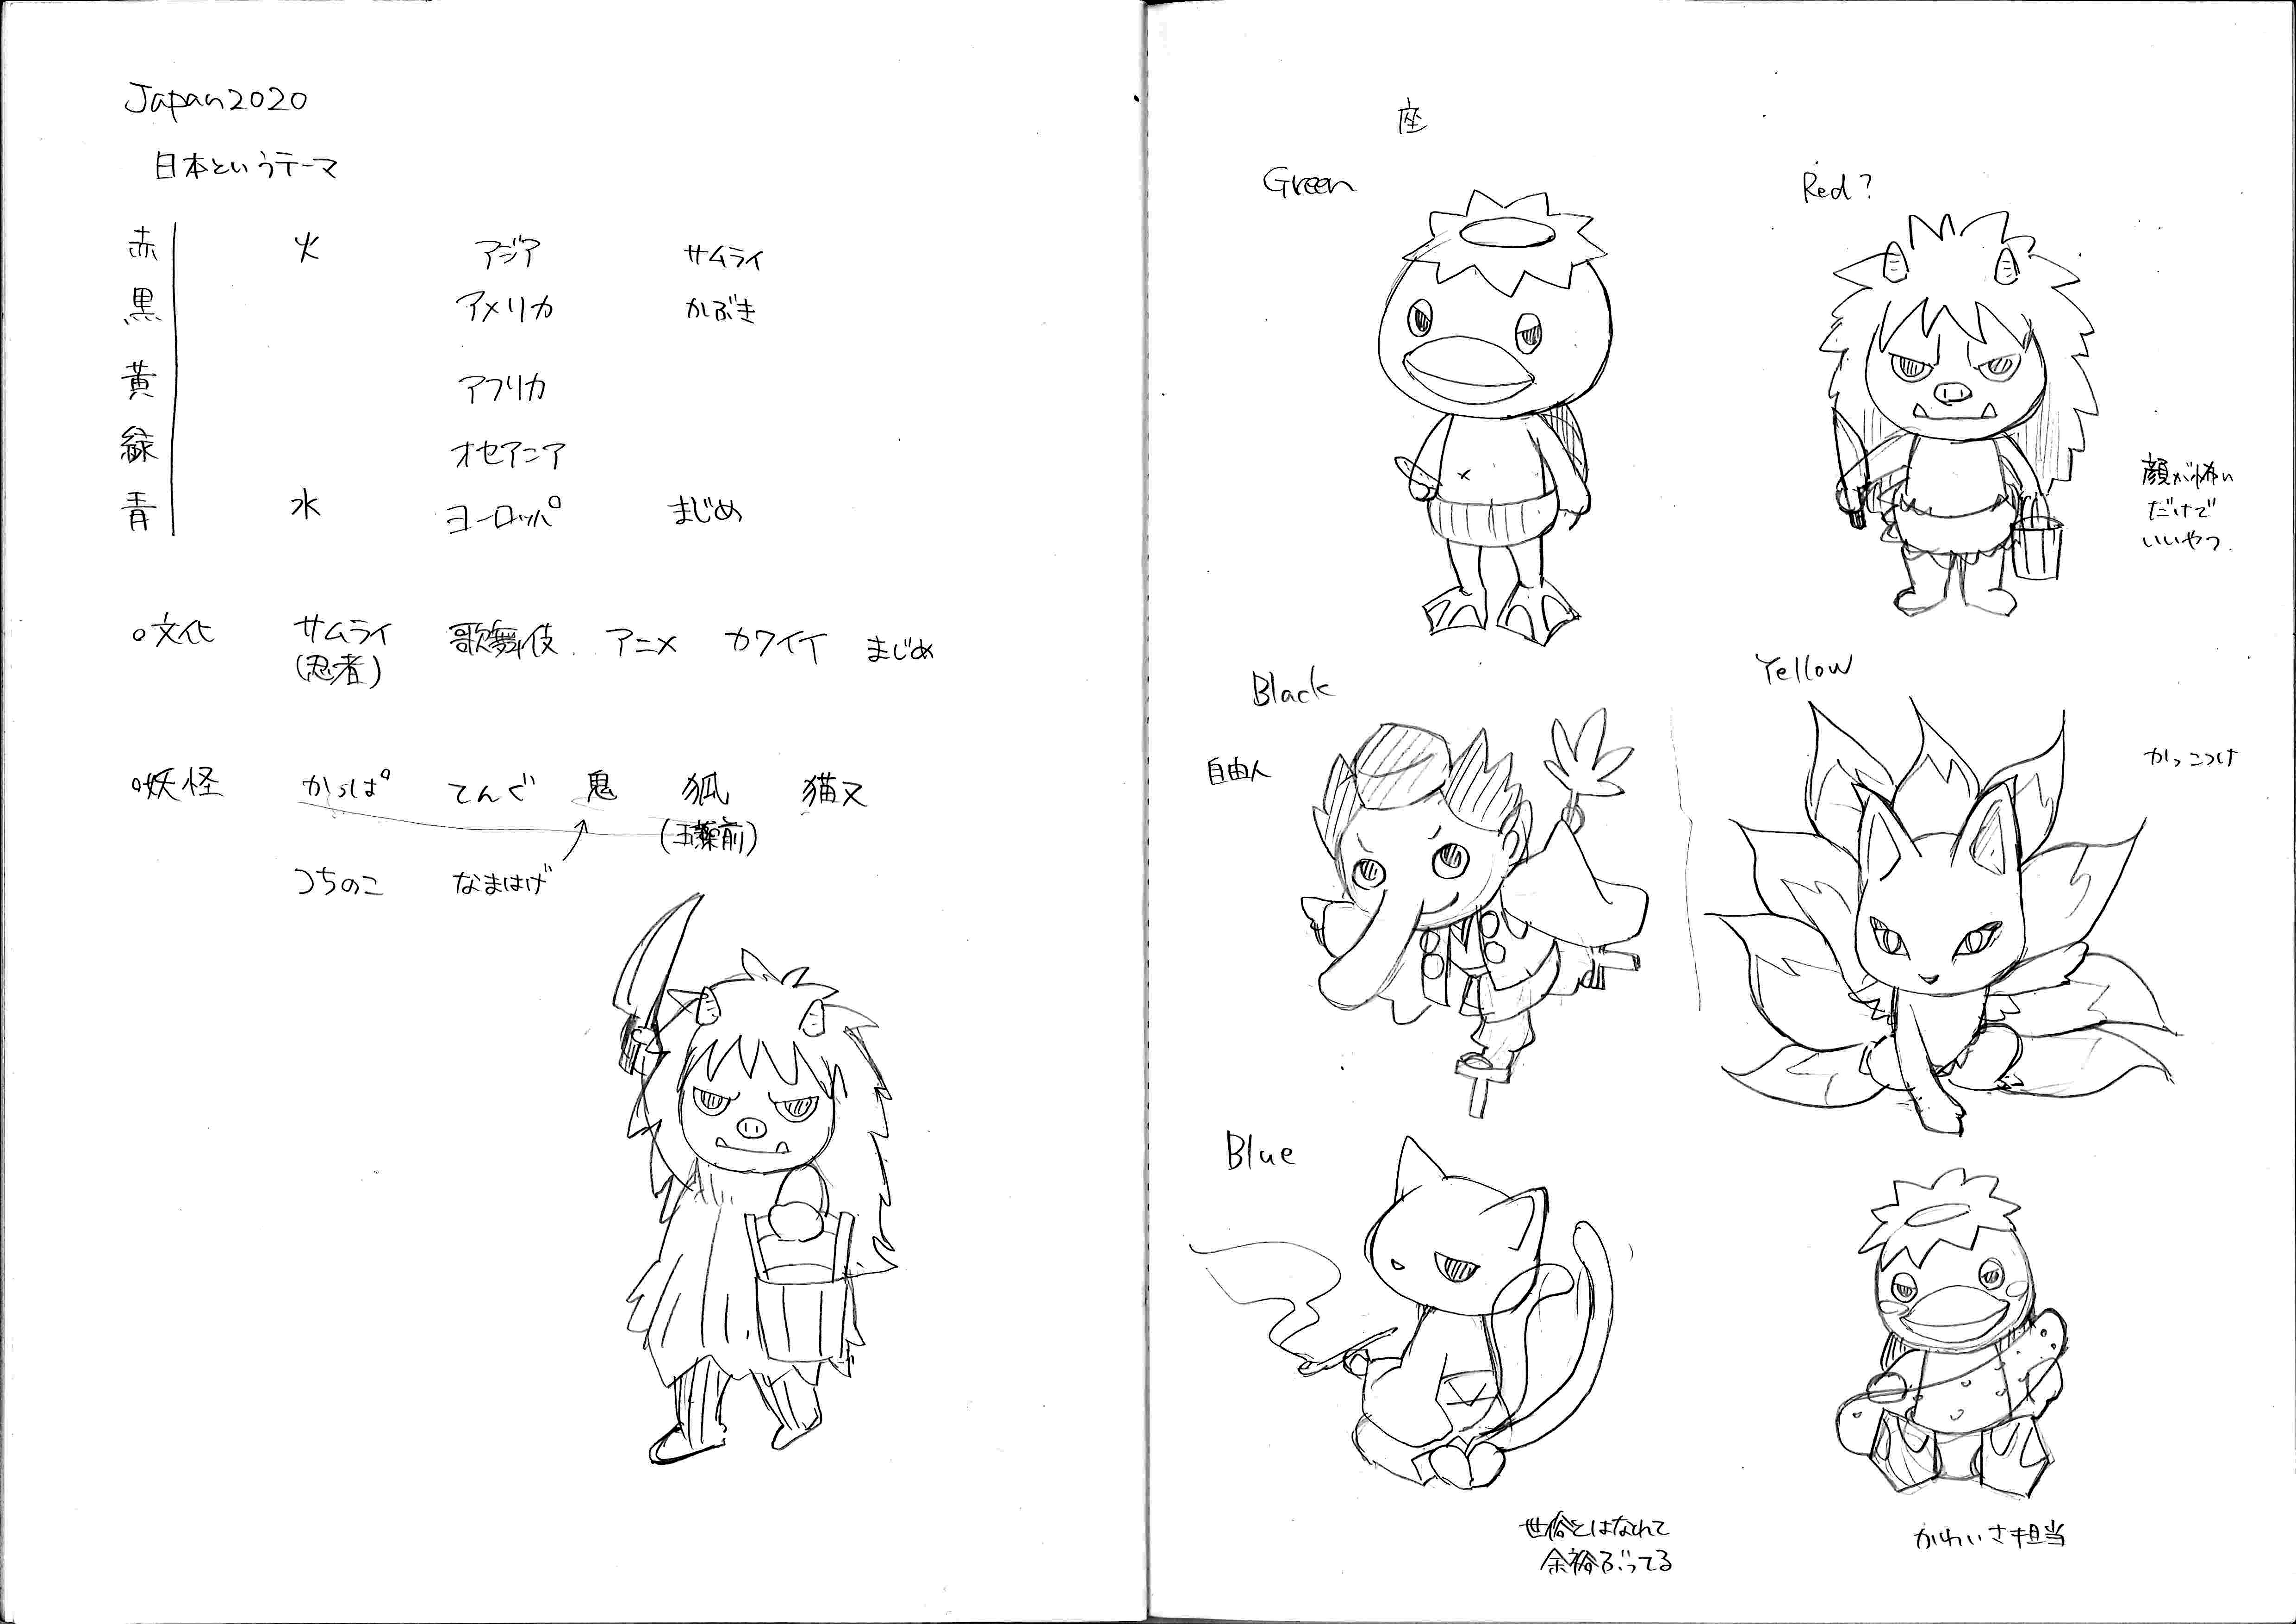 Japan2020
日本というテーマ
赤 火 アジア サムライ
黒 アメリカ かぶき
黄 アフリカ
緑 オセアニア
青 水 ヨーロッパ まじめ
○文化 サムライ 歌舞伎. アニメ カワイイ まじめ
(忍者)
○妖怪 かっぱ てんぐ 鬼 狐 猫又
(玉藻前)
つちのこ なまはげ
座
Green
Red?
顔が怖い
だけで
いいやつ.
Black
自由人
Yellow
かっこつけ
Blue
世俗とはなれて
余裕ぶってる
かわいさ担当